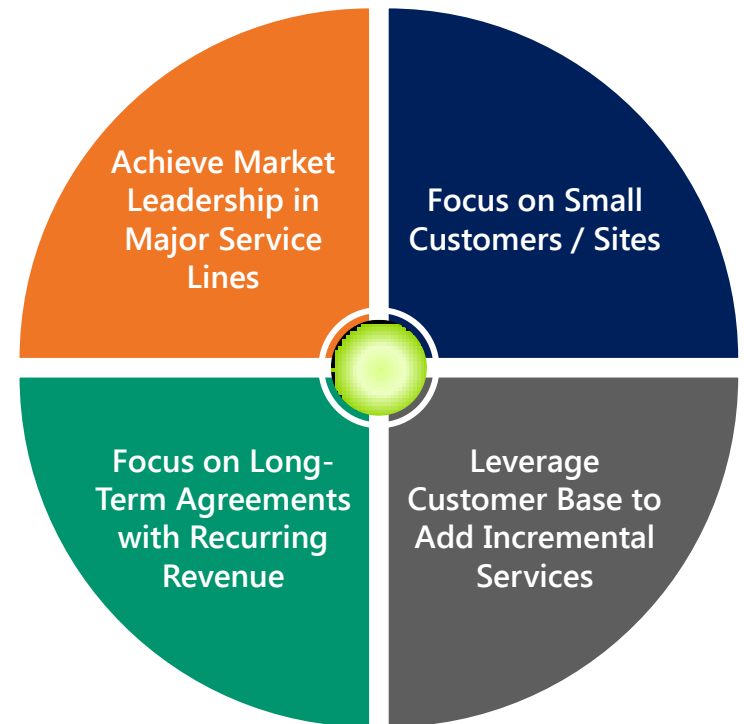 Achieve Market
Leadership in
Major Service
Lines
Focus on Small
Customers / Sites
Focus on Long-
Term Agreements
with Recurring
Revenue
Leverage
Customer Base to
Add Incremental
Services